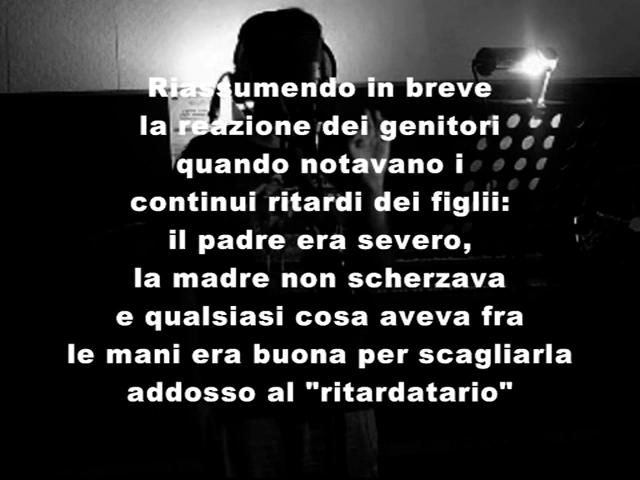 Riassumendo in breve
la reazione dei genitori
quando notavano i
continui ritardi dei figlii:
il padre era severo,
la madre non scherzava
e qualsiasi cosa aveva fra
le mani era buona per scagliarla
addosso al "ritardatario"